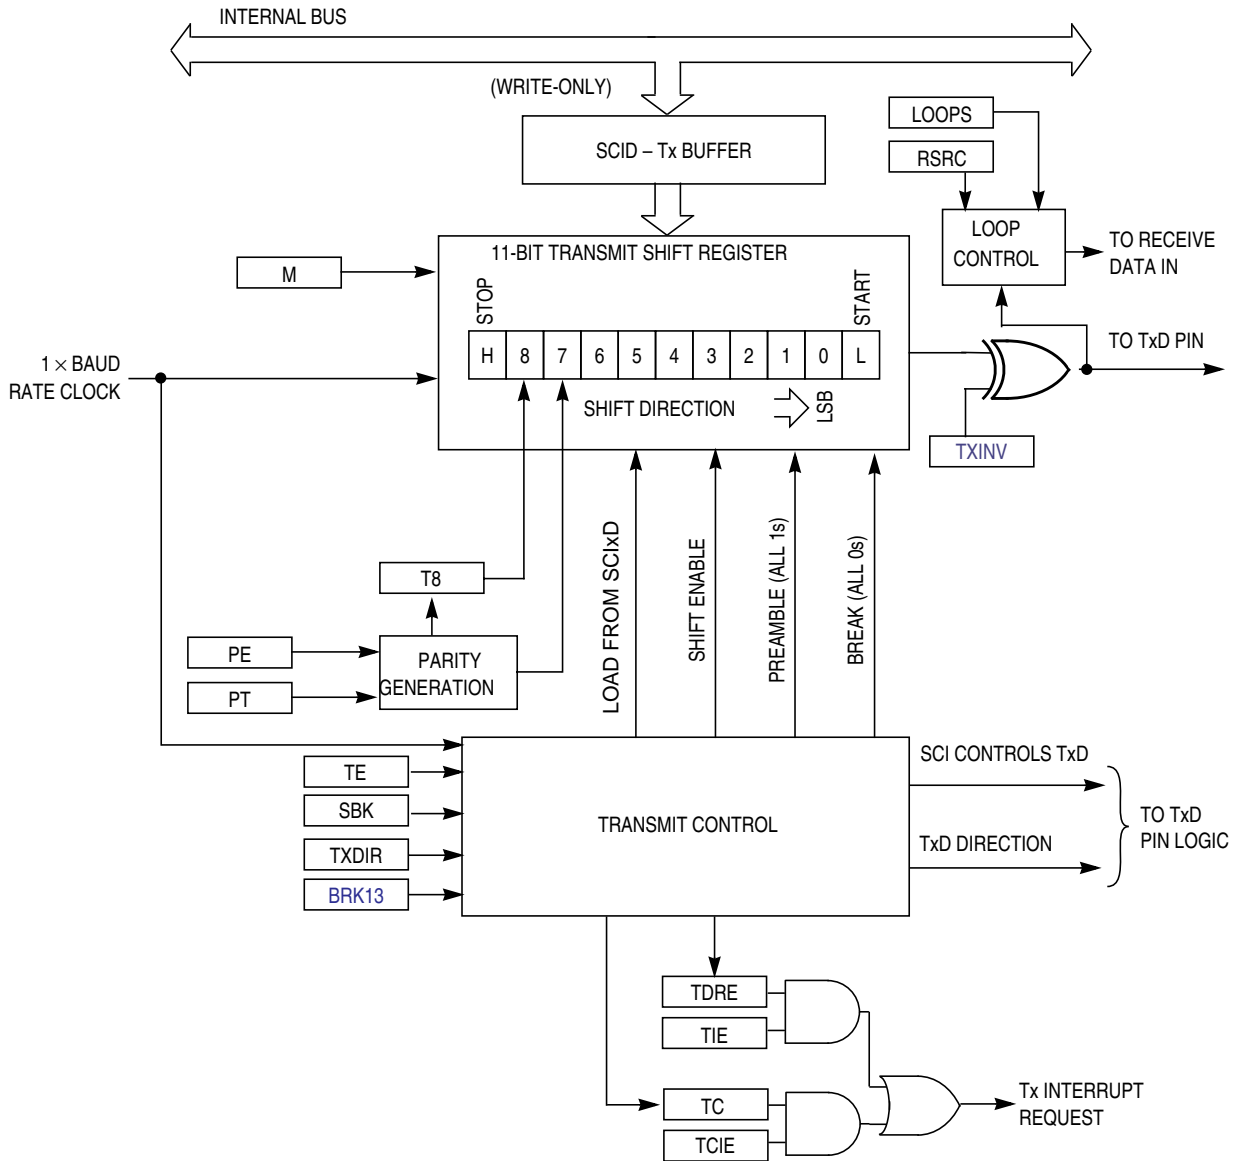 INTERNAL BUS
(WRITE-ONLY)
SCID – Tx BUFFER
LOOPS
RSRC
LOOP
CONTROL
TO RECEIVE
DATA IN
11-BIT TRANSMIT SHIFT REGISTER
M
STOP
START
H 8 7 6 5 4 3 2 1 0 L
1 × BAUD
RATE CLOCK
SHIFT DIRECTION
LSB
TO TxD PIN
TXINV
LOAD FROM SCIxD
SHIFT ENABLE
PREAMBLE (ALL 1s)
BREAK (ALL 0s)
T8
PE
PT
PARITY
GENERATION
TE
SBK
TXDIR
BRK13
TRANSMIT CONTROL
SCI CONTROLS TxD
TxD DIRECTION
TO TxD
PIN LOGIC
TDRE
TIE
TC
TCIE
Tx INTERRUPT
REQUEST